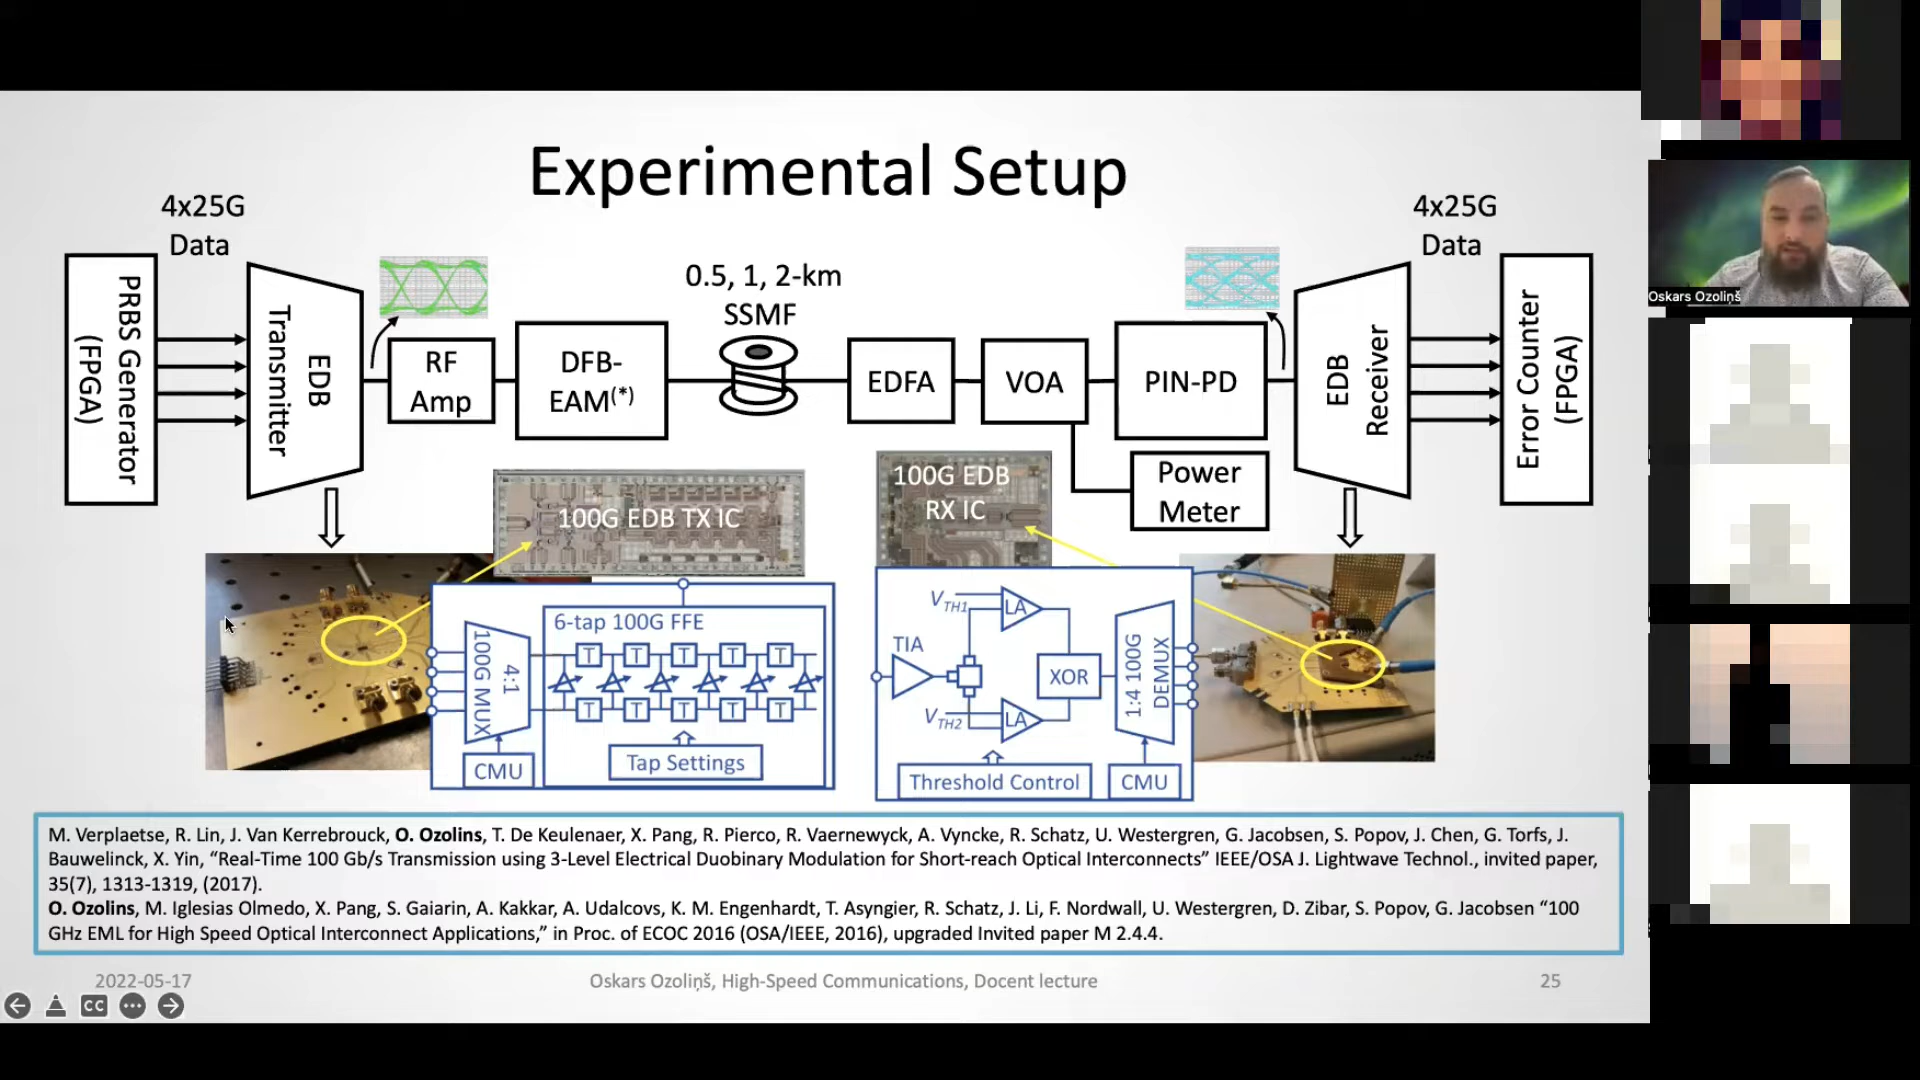 Experimental Setup
4x25G
Data
4x25G
Data
PRBS Generator
(FPGA)
EDB
Transmitter
RF
Amp
DFB-
EAM(*)
0.5, 1, 2-km
SSMF
EDFA
VOA
PIN-PD
Power
Meter
EDB
Receiver
Error Counter
(FPGA)
100G EDB TX IC
100G EDB
RX IC
4:1
100G MUX
CMU
6-tap 100G FFE
T T T T T
T T T T T
Tap Settings
TIA
VTH1
LA
VTH2
LA
XOR
1:4 100G
DEMUX
Threshold Control
CMU
M. Verplaetse, R. Lin, J. Van Kerrebrouck, O. Ozolins, T. De Keulenaer, X. Pang, R. Pierco, R. Vaernewyck, A. Vyncke, R. Schatz, U. Westergren, G. Jacobsen, S. Popov, J. Chen, G. Torfs, J.
Bauwelinck, X. Yin, “Real-Time 100 Gb/s Transmission using 3-Level Electrical Duobinary Modulation for Short-reach Optical Interconnects” IEEE/OSA J. Lightwave Technol., invited paper,
35(7), 1313-1319, (2017).
O. Ozolins, M. Iglesias Olmedo, X. Pang, S. Gaiarin, A. Kakkar, A. Udalcovs, K. M. Engenhardt, T. Asyngier, R. Schatz, J. Li, F. Nordwall, U. Westergren, D. Zibar, S. Popov, G. Jacobsen “100
GHz EML for High Speed Optical Interconnect Applications,” in Proc. of ECOC 2016 (OSA/IEEE, 2016), upgraded Invited paper M 2.4.4.
2022-05-17
Oskars Ozoliņš, High-Speed Communications, Docent lecture
25
CC
Oskars Ozoliņš